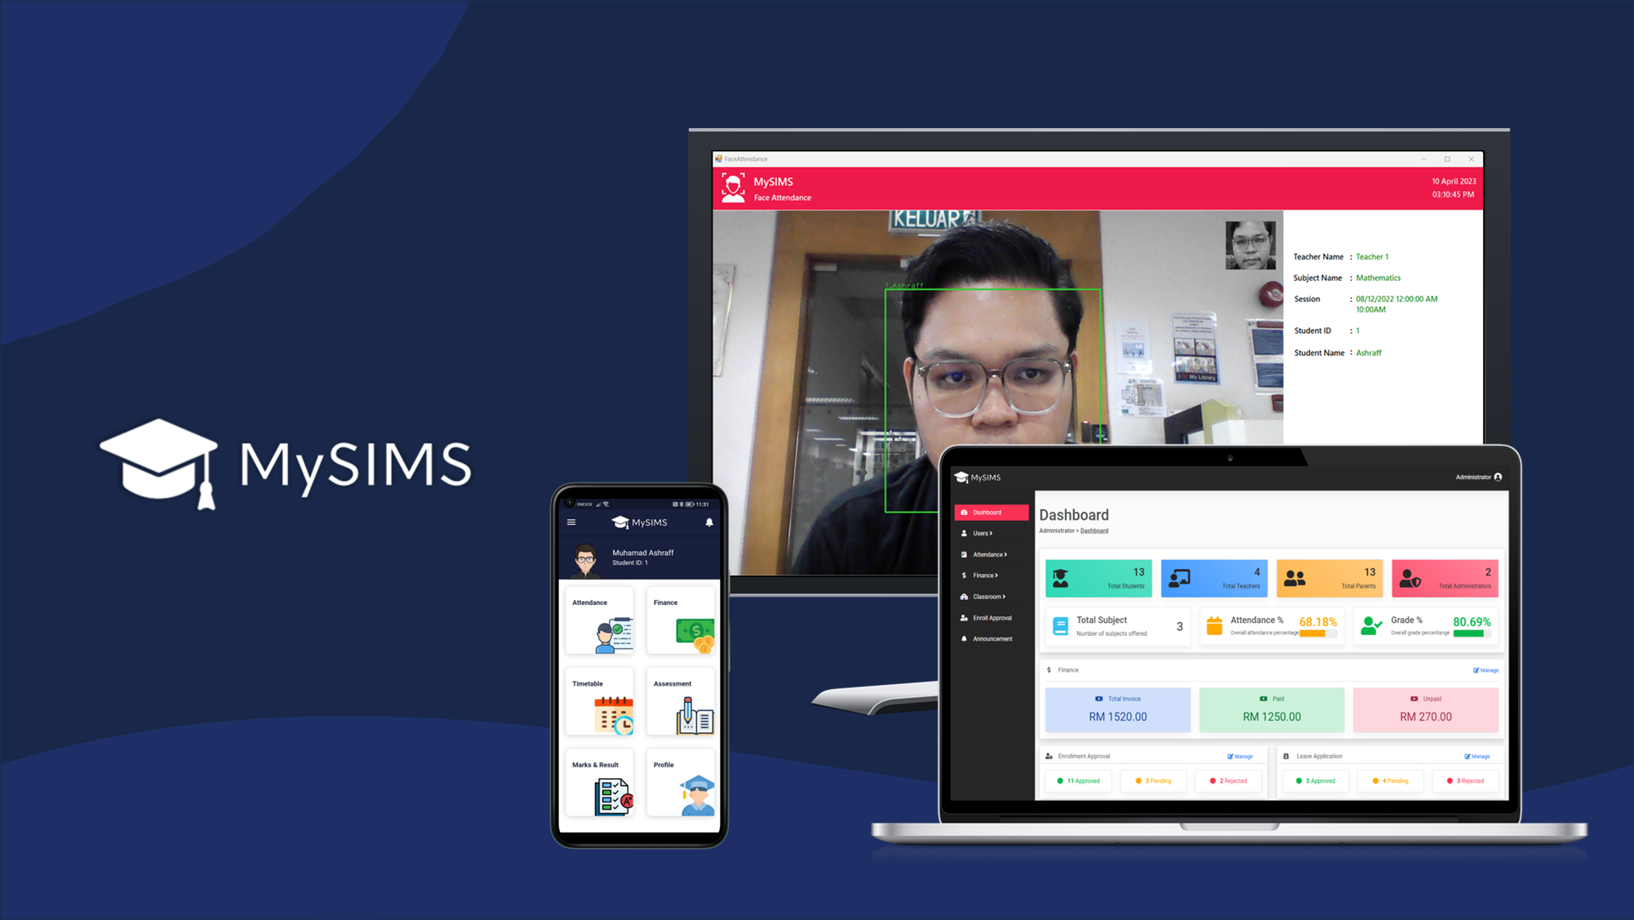 MySIMS
FaceAttendance
MySIMS
Face Attendance
10 April 2023
03:10:45 PM
KELUAR
1 Ashraff
My Library
Teacher Name : Teacher 1
Subject Name : Mathematics
Session : 08/12/2022 12:00:00 AM
10:00AM
Student ID : 1
Student Name : Ashraff
11:31
MySIMS
Muhamad Ashraff
Student ID: 1
Attendance
Finance
Timetable
Assessment
Marks & Result
Profile
MySIMS
Administrator
Dashboard
Users
Attendance
Finance
Classroom
Enroll Approval
Announcement
Dashboard
Administrator > Dashboard
13
Total Students
4
Total Teachers
13
Total Parents
2
Total Administrators
Total Subject
Number of subjects offered
3
Attendance %
Overall attendance percentage
68.18%
Grade %
Overall grade percentange
80.69%
$ Finance
Manage
Total Invoice
RM 1520.00
Paid
RM 1250.00
Unpaid
RM 270.00
Enrollment Approval
Manage
11 Approved
3 Pending
2 Rejected
Leave Application
Manage
3 Approved
4 Pending
3 Rejected